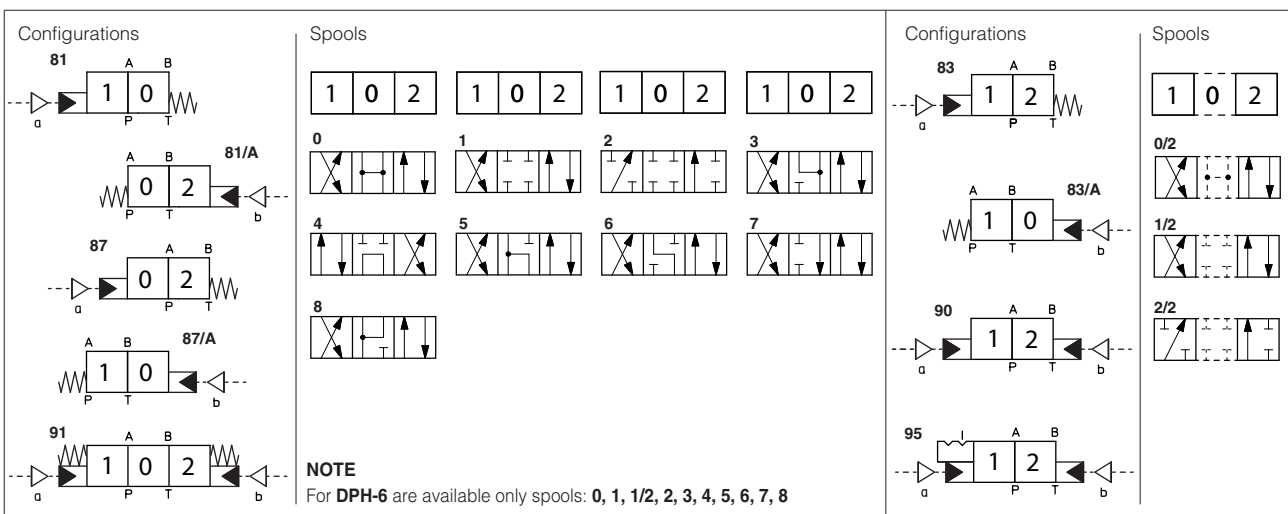 Configurations
81
A B
1 0
a
P T
A B
81/A
0 2
P T
b
87
A B
0 2
a
P T
87/A
A B
1 0
P T
b
91
A B
1 0 2
a
P T
b
Spools
1 0 2
1 0 2
1 0 2
1 0 2
0 1 2 3
4 5 6 7
8
NOTE
For DPH-6 are available only spools: 0, 1, 1/2, 2, 3, 4, 5, 6, 7, 8
Configurations
83
A B
1 2
a
P T
A B
83/A
1 0
P T
b
90
A B
1 2
a
P T
b
95
A B
1 2
a
P T
b
Spools
1 0 2
0/2
1/2
2/2